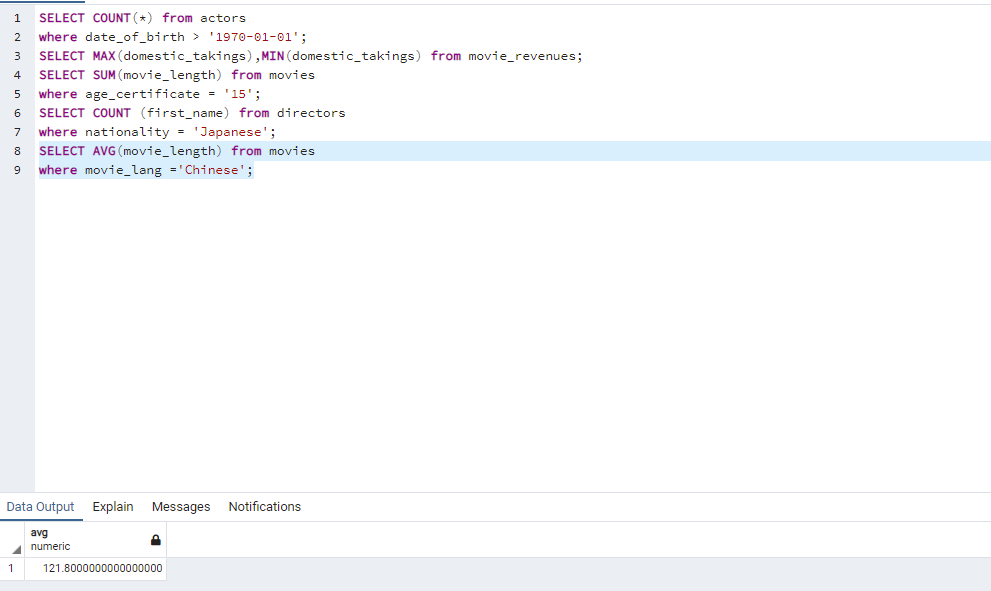 1 SELECT COUNT(*) from actors
2 where date_of_birth > '1970-01-01';
3 SELECT MAX(domestic_takings),MIN(domestic_takings) from movie_revenues;
4 SELECT SUM(movie_length) from movies
5 where age_certificate = '15';
6 SELECT COUNT (first_name) from directors
7 where nationality = 'Japanese';
8 SELECT AVG(movie_length) from movies
9 where movie_lang ='Chinese';
Data Output Explain Messages Notifications
avg
numeric
1 121.8000000000000000